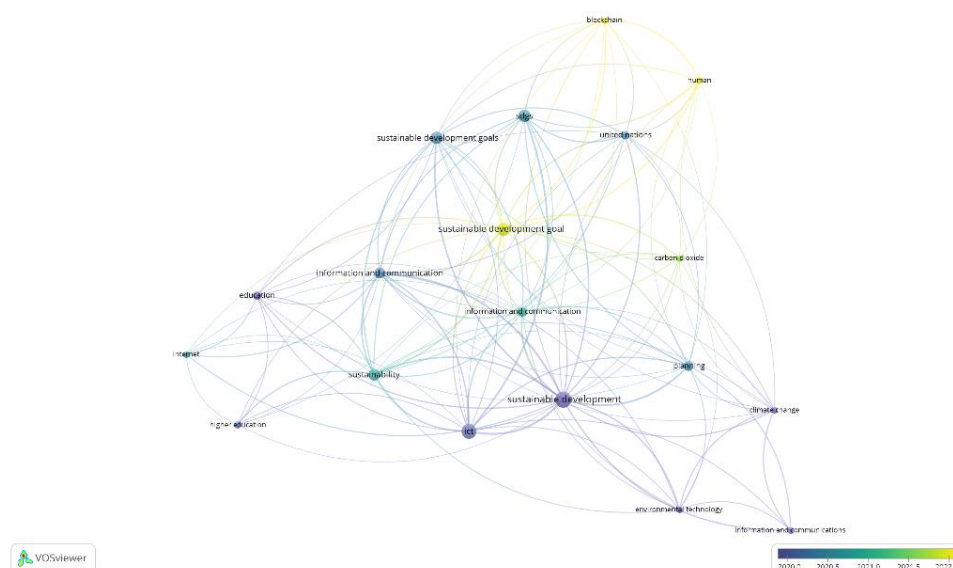 blockchain
human
sdgs
sustainable development goals
united nations
sustainable development goal
carbon dioxide
information and communication
education
information and communication
internet
planning
sustainability
sustainable development
climate change
higher education
ict
environmental technology
information and communications
VOSviewer
2020.0 2020.5 2021.0 2021.5